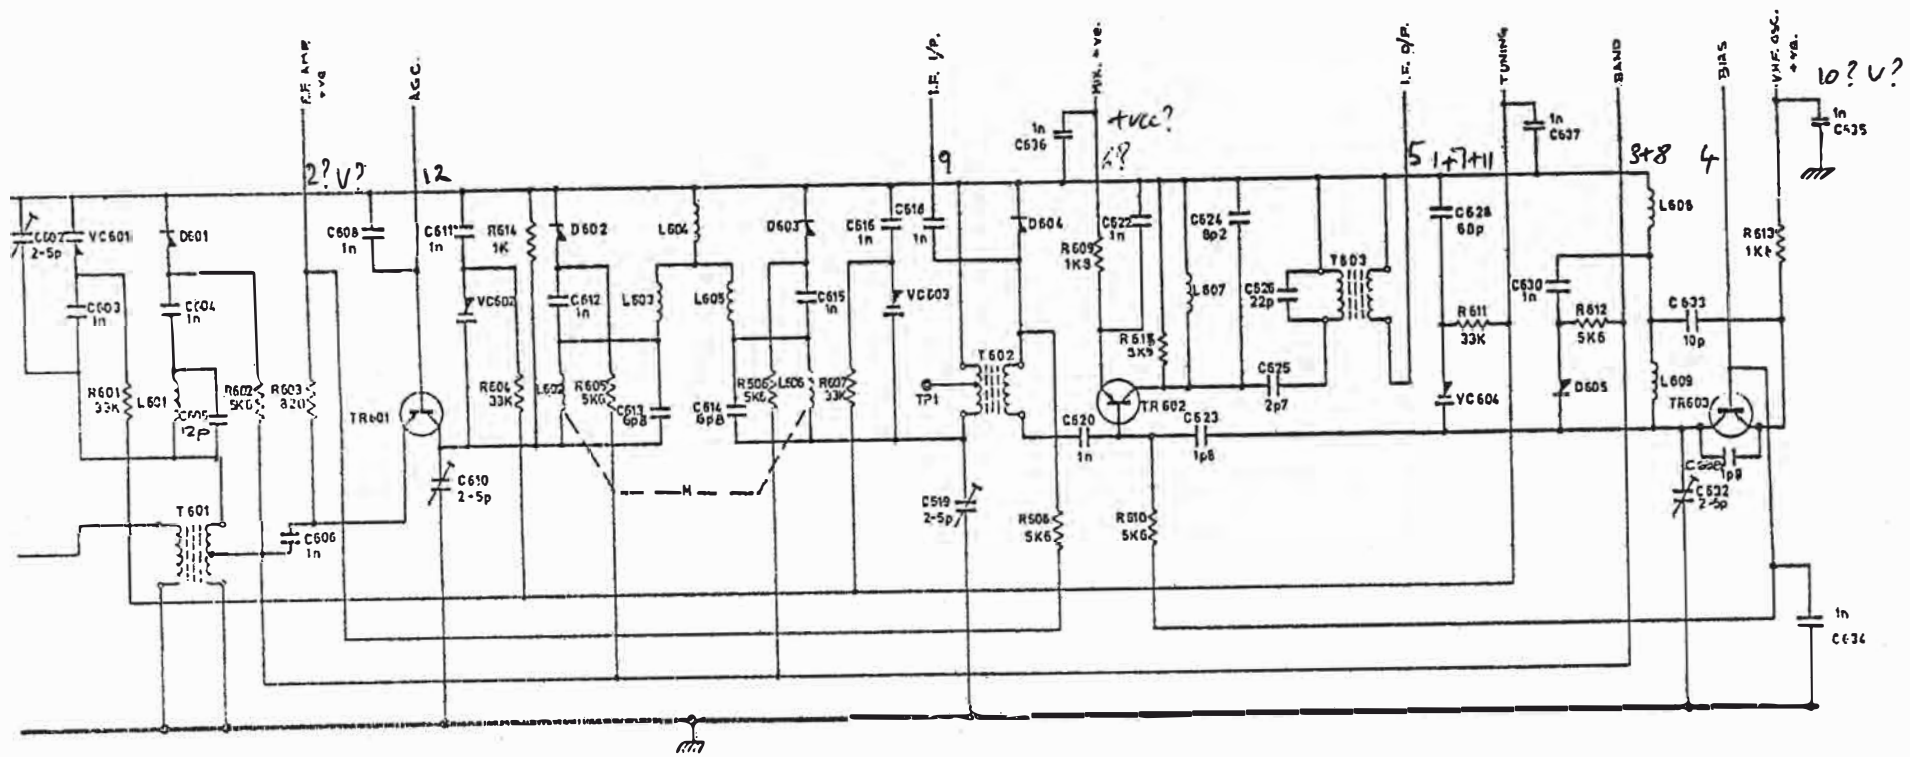 R.F. AMP.
+ve
AGC.
I.F. I/P.
MIX. +ve.
I.F. O/P.
TUNING
BAND
BIAS
V.H.F. OSC.
+ve.
10? V?
1n
C635
1n
C636
+Vcc?
1n
C637
2? V?
12
9
5
1+7+11
3+8
4
C602
2-5p
VC601
D601
C608
1n
C611
1n
R614
1K
D602
L604
D603
C616
1n
C618
1n
D604
R609
1K8
C622
1n
C624
8p2
T603
C628
68p
L608
R613
C603
1n
C604
1n
VC602
C612
1n
L603
L605
C615
1n
VC603
L607
C626
22p
C630
1n
R611
33K
R612
5K6
C633
10p
R601
33K
L601
C605
12p
R602
5K6
R603
820
TR601
R604
33K
L602
R605
5K6
C613
6p8
C614
6p8
R606
5K6
L606
R607
33K
TP1
T602
C620
1n
TR602
C623
1p8
C625
2p7
VC604
D605
L609
TR603
C610
2-5p
M
C619
2-5p
R608
5K6
R610
5K6
C632
2-5p
T601
C606
1n
1n
C634